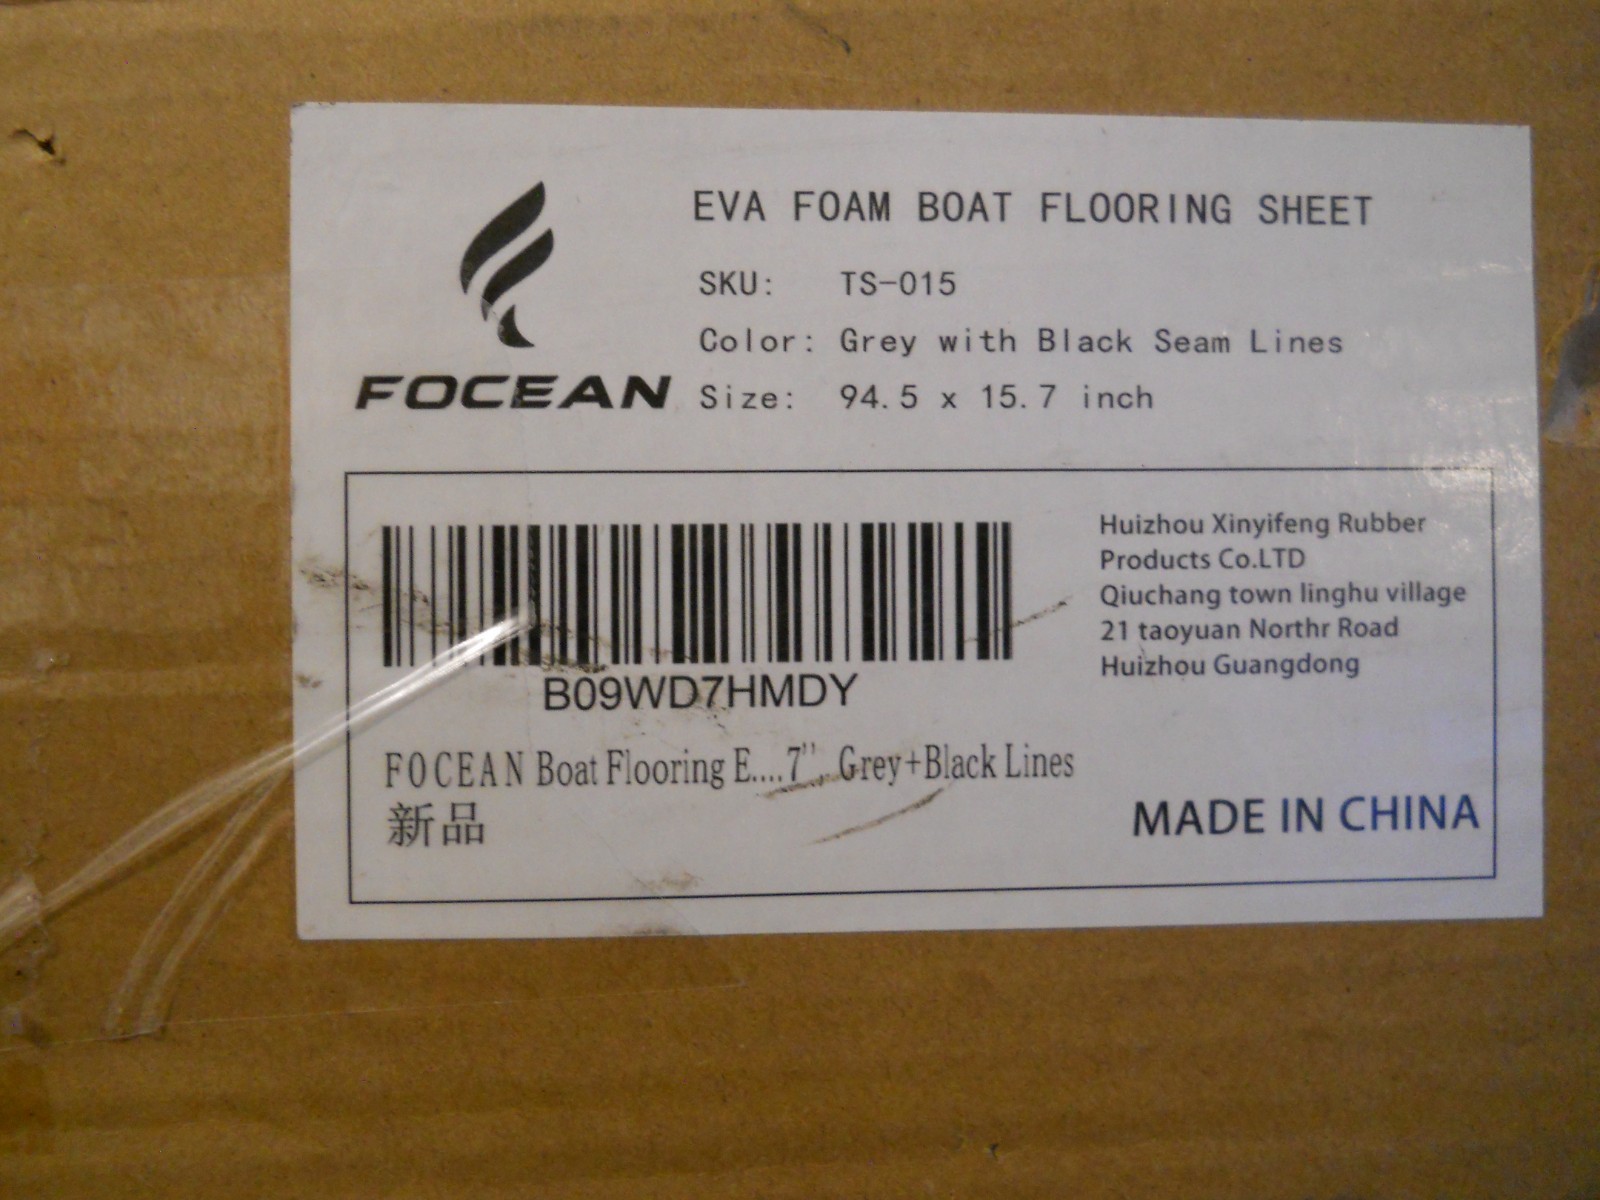 FOCEAN
EVA FOAM BOAT FLOORING SHEET
SKU: TS-015
Color: Grey with Black Seam Lines
Size: 94.5 x 15.7 inch
B09WD7HMDY
FOCEAN Boat Flooring E....7'', Grey+Black Lines
新品
Huizhou Xinyifeng Rubber
Products Co.LTD
Qiuchang town linghu village
21 taoyuan Northr Road
Huizhou Guangdong
MADE IN CHINA